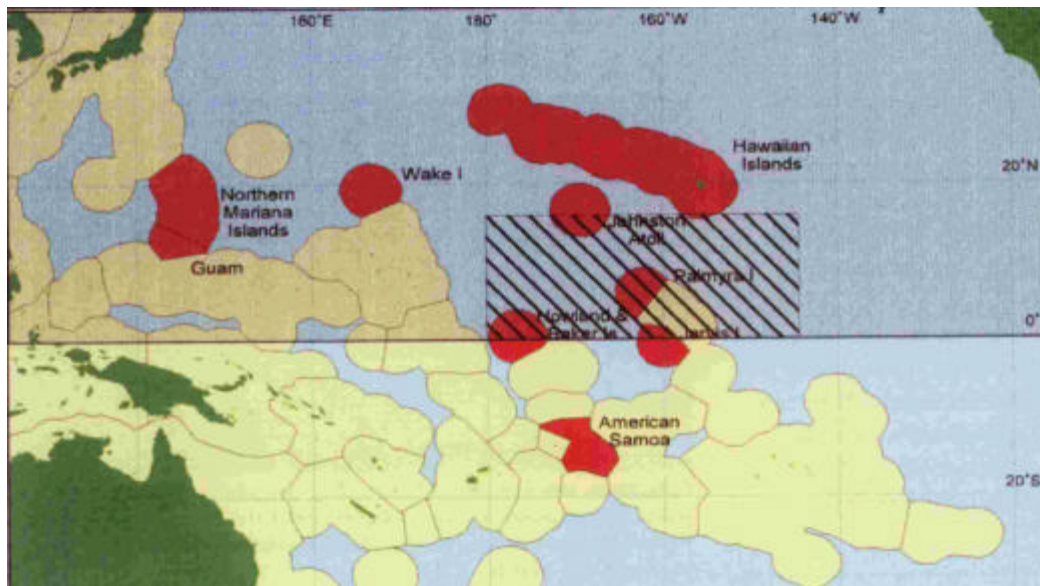 160°E
180°
160°W
140°W
Hawaiian
Islands
20°N
Wake I
Northern
Mariana
Islands
Johnston
Atoll
Guam
Palmyra I
Howland &
Baker Is
Jarvis I
0°
American
Samoa
20°S